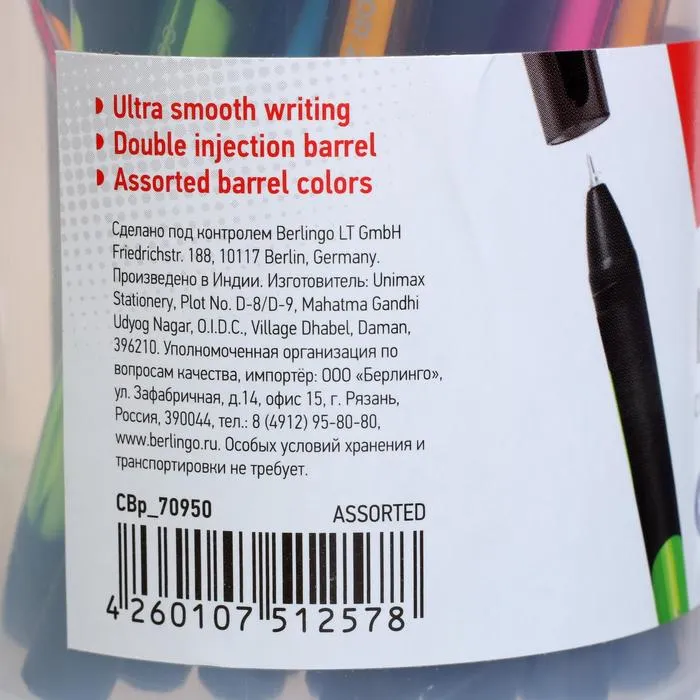 Ultra smooth writing
Double injection barrel
Assorted barrel colors
Сделано под контролем Berlingo LT GmbH
Friedrichstr. 188, 10117 Berlin, Germany.
Произведено в Индии. Изготовитель: Unimax
Stationery, Plot No. D-8/D-9, Mahatma Gandhi
Udyog Nagar, O.I.D.C., Village Dhabel, Daman,
396210. Уполномоченная организация по
вопросам качества, импортёр: ООО «Берлинго»,
ул. Зафабричная, д.14, офис 15, г. Рязань,
Россия, 390044, тел.: 8 (4912) 95-80-80,
www.berlingo.ru. Особых условий хранения и
транспортировки не требует.
CBp_70950 ASSORTED
4 260107 512578